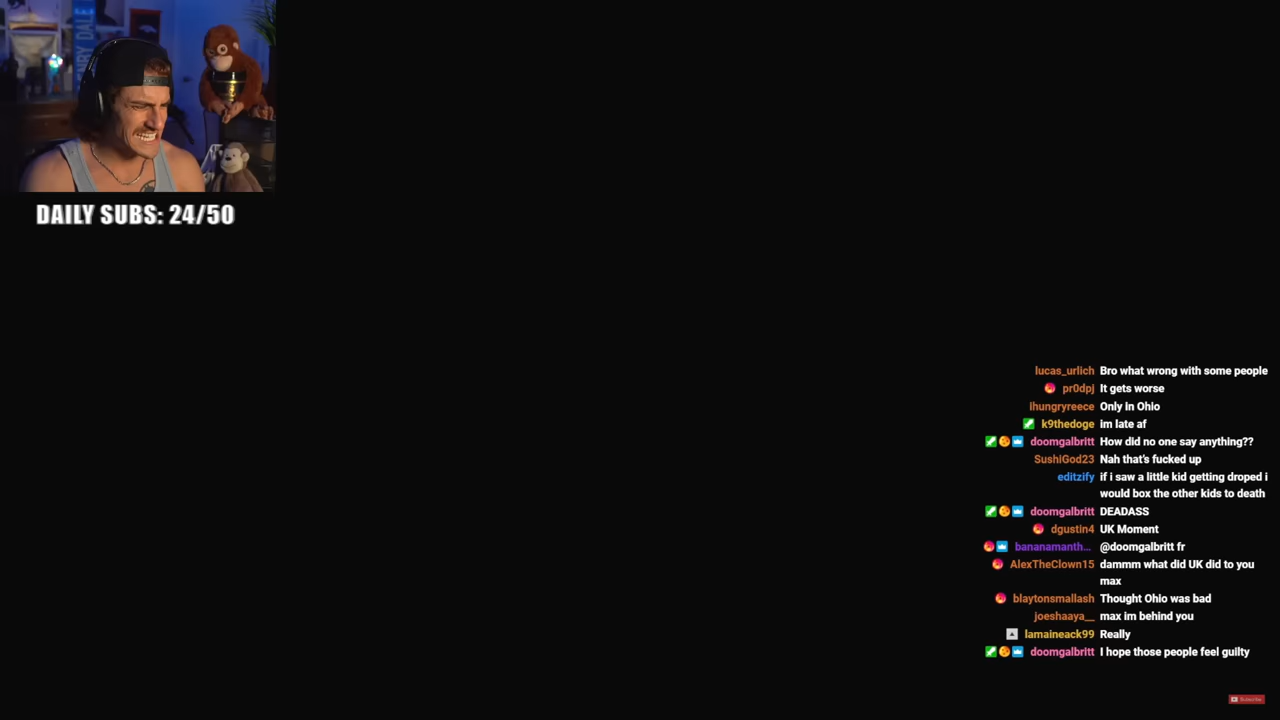 HENRY DALE
DAILY SUBS: 24/50
lucas_urlich Bro what wrong with some people
pr0dpj It gets worse
ihungryreece Only in Ohio
k9thedoge im late af
doomgalbritt How did no one say anything??
SushiGod23 Nah that's fucked up
editzify if i saw a little kid getting droped i
would box the other kids to death
doomgalbritt DEADASS
dgustin4 UK Moment
bananamanth... @doomgalbritt fr
AlexTheClown15 dammm what did UK did to you
max
blaytonsmallash Thought Ohio was bad
joeshaaya__ max im behind you
lamaineack99 Really
doomgalbritt I hope those people feel guilty
Subscribe